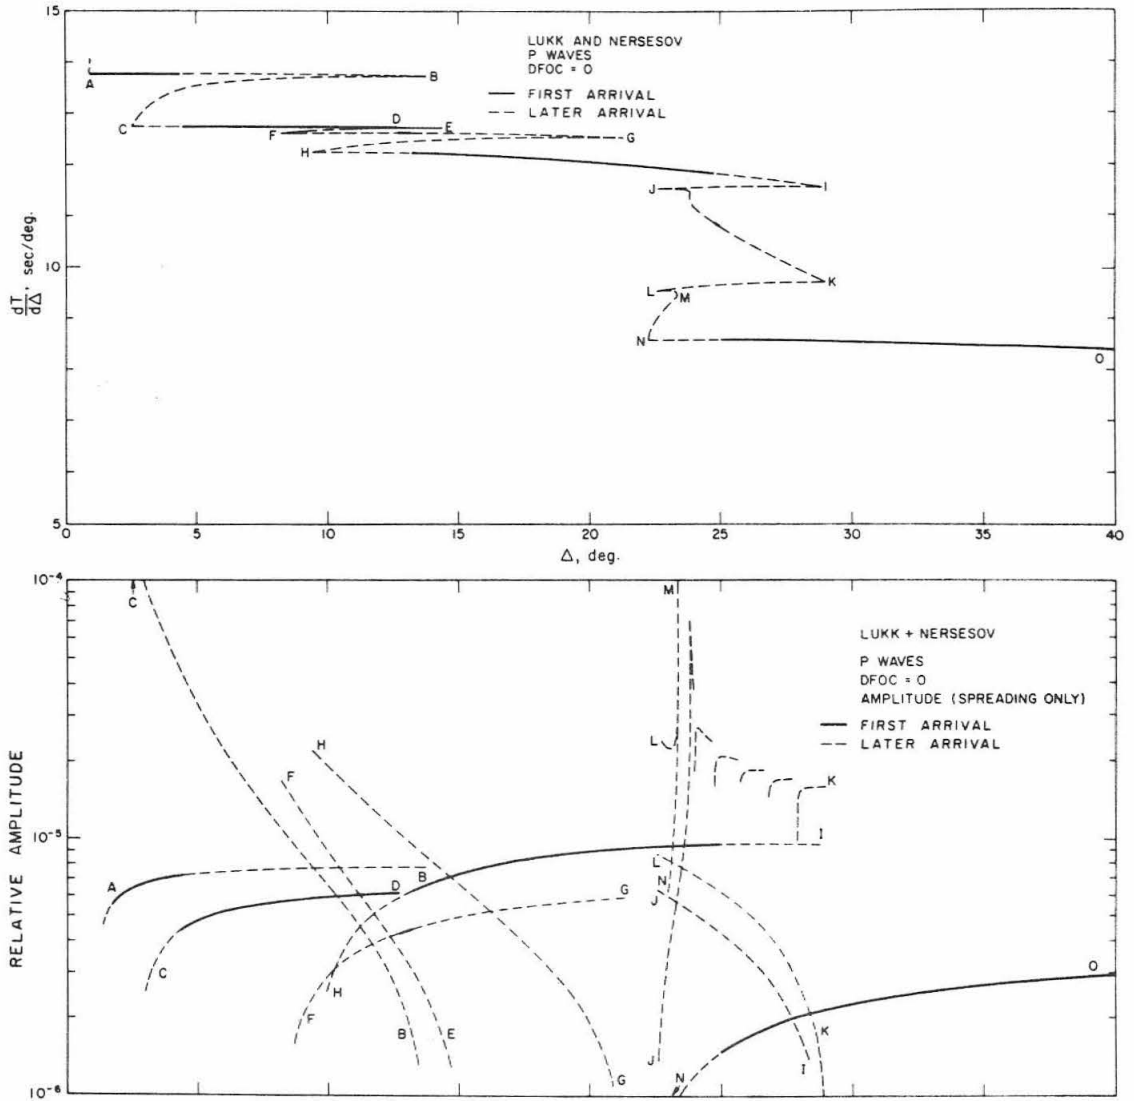 15
LUKK AND NERSESOV
P WAVES
DFOC = 0
FIRST ARRIVAL
LATER ARRIVAL
A
B
C
D
E
F
G
H
I
J
10
K
L
M
N
O
dT/dΔ, sec/deg.
5
0 5 10 15 20 25 30 35 40
Δ, deg.
10⁻⁴
C
M
LUKK + NERSESOV
P WAVES
DFOC = 0
AMPLITUDE (SPREADING ONLY)
FIRST ARRIVAL
LATER ARRIVAL
H
L
F
K
RELATIVE AMPLITUDE
10⁻⁵
I
L
A
D
B
N
G
J
C
H
O
F
B
E
K
J
I
N
G
10⁻⁶